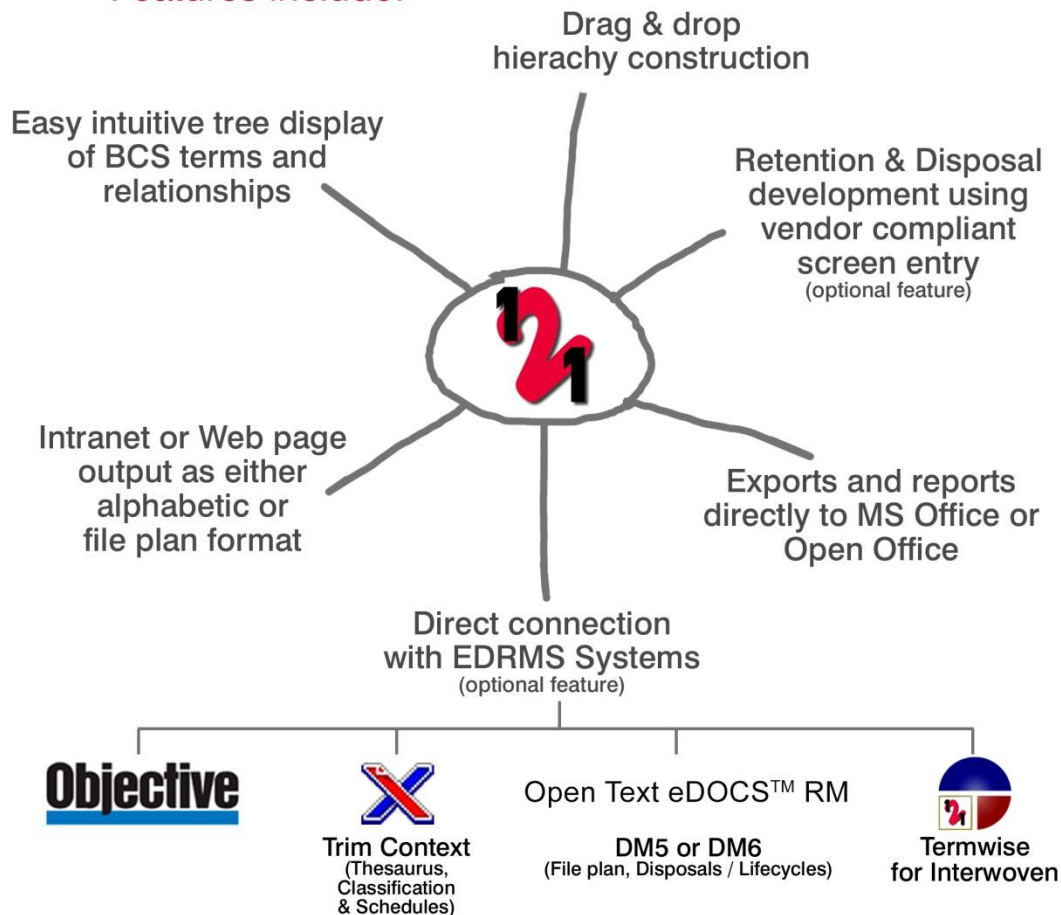 Features include:
Drag & drop
hierachy construction
Easy intuitive tree display
of BCS terms and
relationships
Retention & Disposal
development using
vendor compliant
screen entry
(optional feature)
121
Intranet or Web page
output as either
alphabetic or
file plan format
Exports and reports
directly to MS Office or
Open Office
Direct connection
with EDRMS Systems
(optional feature)
Objective
Trim Context
(Thesaurus,
Classification
& Schedules)
Open Text eDOCS™ RM
DM5 or DM6
(File plan, Disposals / Lifecycles)
121
Termwise
for Interwoven